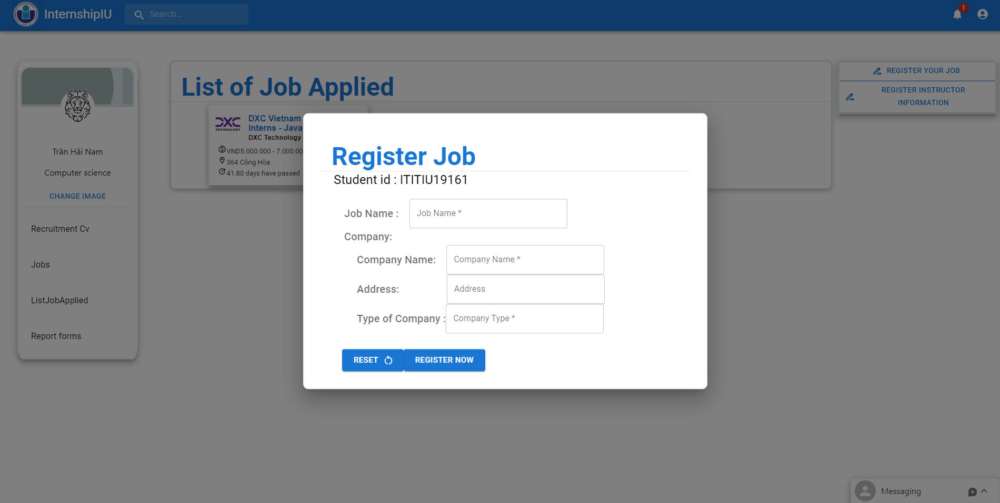 InternshipIU
Search...
1
Trần Hải Nam
Computer science
CHANGE IMAGE
Recruitment Cv
Jobs
ListJobApplied
Report forms
List of Job Applied
DXC
TECHNOLOGY
DXC Vietnam
Interns - Java
DXC Technology
VND5.000.000 - 7.000.00
364 Cộng Hòa
41.80 days have passed
REGISTER YOUR JOB
REGISTER INSTRUCTOR
INFORMATION
Register Job
Student id : ITITIU19161
Job Name : Job Name *
Company:
Company Name: Company Name *
Address: Address
Type of Company : Company Type *
RESET REGISTER NOW
Messaging